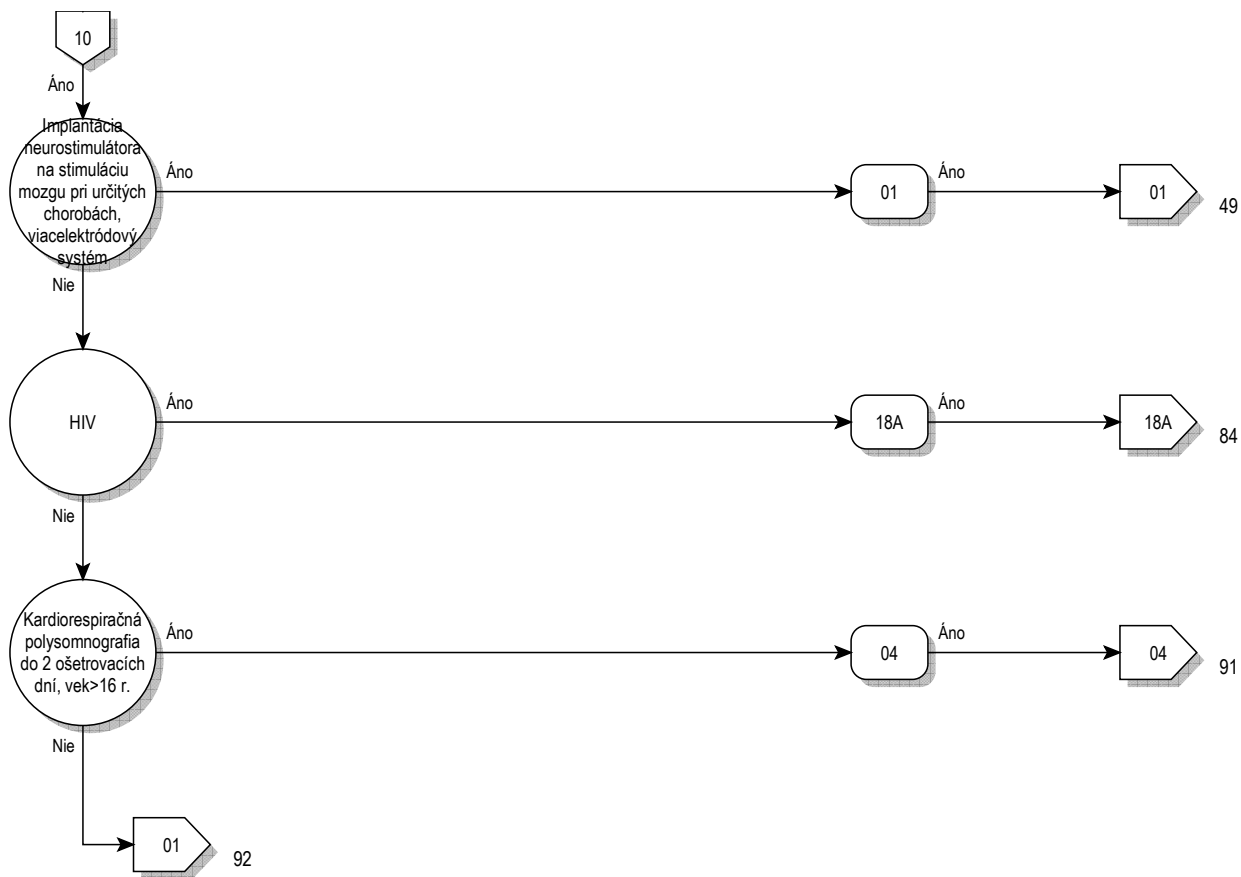 10
Áno
Implantácia
neurostimulátora
na stimuláciu
mozgu pri určitých
chorobách,
viacelektródový
systém
Áno
01
Áno
01
49
Nie
HIV
Áno
18A
Áno
18A
84
Nie
Kardiorespiračná
polysomnografia
do 2 ošetrovacích
dní, vek>16 r.
Áno
04
Áno
04
91
Nie
01
92